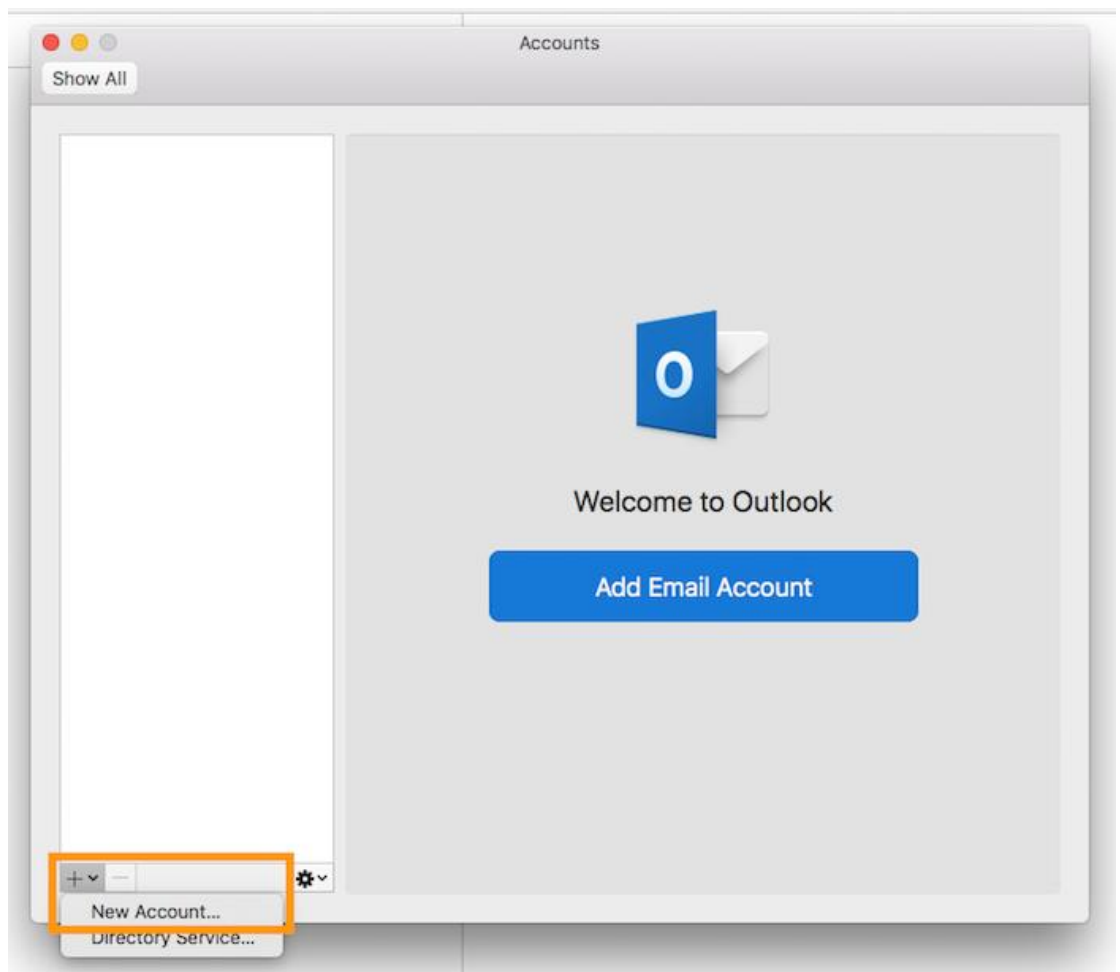 Accounts
Show All
O
Welcome to Outlook
Add Email Account
New Account...
Directory Service...